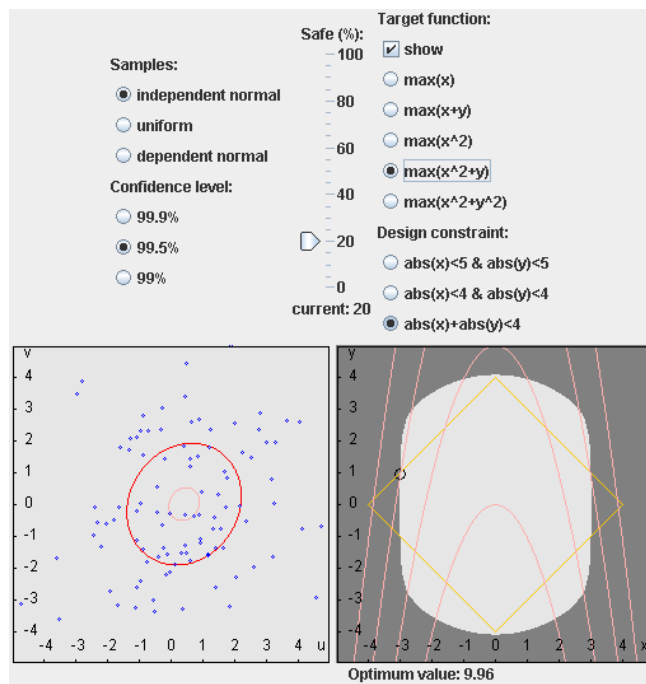 Target function:
Safe (%):
100
show
Samples:
max(x)
independent normal
80
max(x+y)
uniform
60
max(x^2)
dependent normal
max(x^2+y)
Confidence level:
40
max(x^2+y^2)
99.9%
Design constraint:
99.5%
20
abs(x)<5 & abs(y)<5
99%
0
abs(x)<4 & abs(y)<4
current: 20
abs(x)+abs(y)<4
v
4
3
2
1
0
-1
-2
-3
-4
-4 -3 -2 -1 0 1 2 3 4 u
y
4
3
2
1
0
-1
-2
-3
-4
-4 -3 -2 -1 0 1 2 3 4 x
Optimum value: 9.96